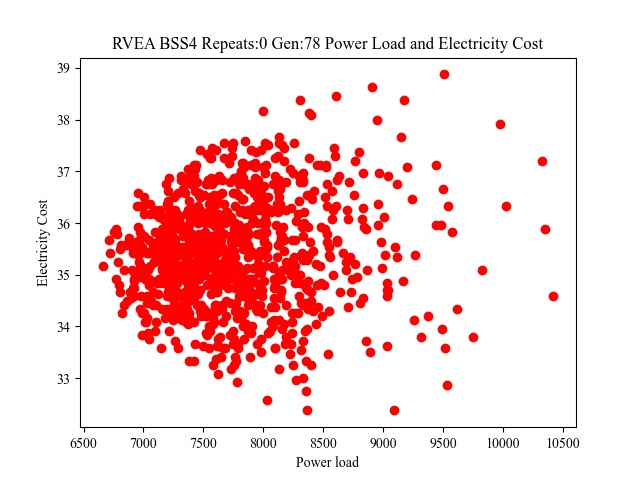 RVEA BSS4 Repeats:0 Gen:78 Power Load and Electricity Cost
39
38
37
36
35
34
33
Electricity Cost
6500 7000 7500 8000 8500 9000 9500 10000 10500
Power load